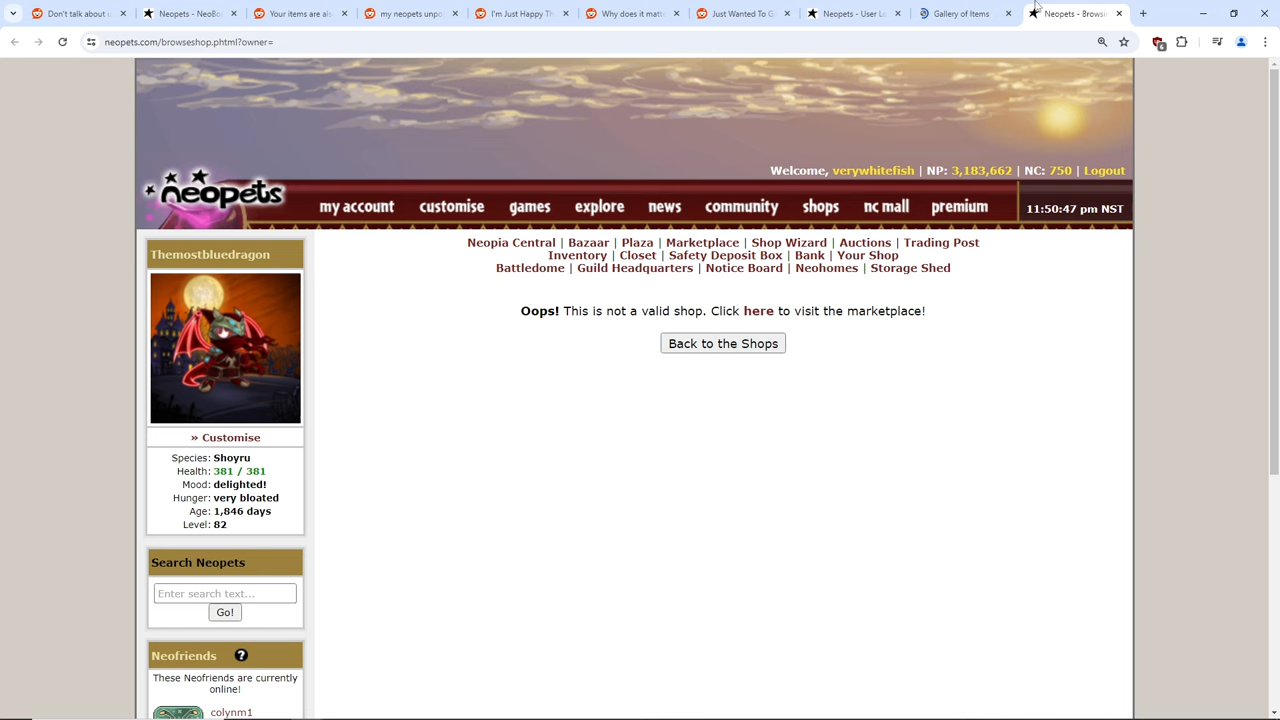 Don't talk about u
Neopets - NeoBo
Your items are als
my neopets unpop
I'm Just Happy Th
Why does it matte
Just Wanted To G
Neopets - User Lo
Gallery of Items
Neopets - Browsi
neopets.com/browseshop.phtml?owner=
6
Welcome, verywhitefish | NP: 3,183,662 | NC: 750 | Logout
neopets
my account customise games explore news community shops nc mall premium 11:50:47 pm NST
Neopia Central | Bazaar | Plaza | Marketplace | Shop Wizard | Auctions | Trading Post
Inventory | Closet | Safety Deposit Box | Bank | Your Shop
Battledome | Guild Headquarters | Notice Board | Neohomes | Storage Shed
Themostbluedragon
» Customise
Species: Shoyru
Health: 381 / 381
Mood: delighted!
Hunger: very bloated
Age: 1,846 days
Level: 82
Search Neopets
Enter search text...
Go!
Neofriends ?
These Neofriends are currently
online!
colynm1
Oops! This is not a valid shop. Click here to visit the marketplace!
Back to the Shops